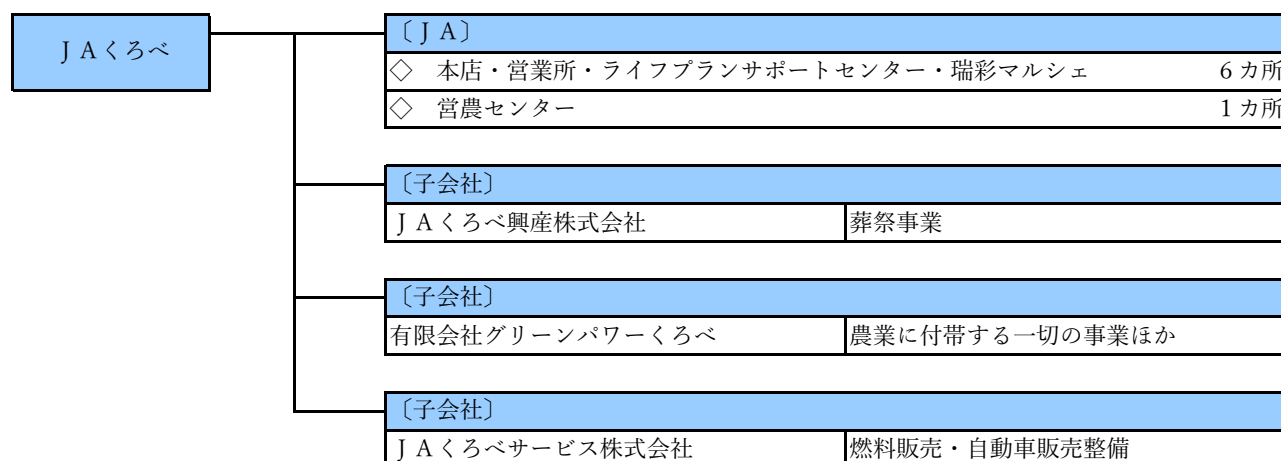 ＪＡくろべ
〔ＪＡ〕
◇　本店・営業所・ライフプランサポートセンター・瑞彩マルシェ　６カ所
◇　営農センター　１カ所
〔子会社〕
ＪＡくろべ興産株式会社　葬祭事業
〔子会社〕
有限会社グリーンパワーくろべ　農業に付帯する一切の事業ほか
〔子会社〕
ＪＡくろべサービス株式会社　燃料販売・自動車販売整備